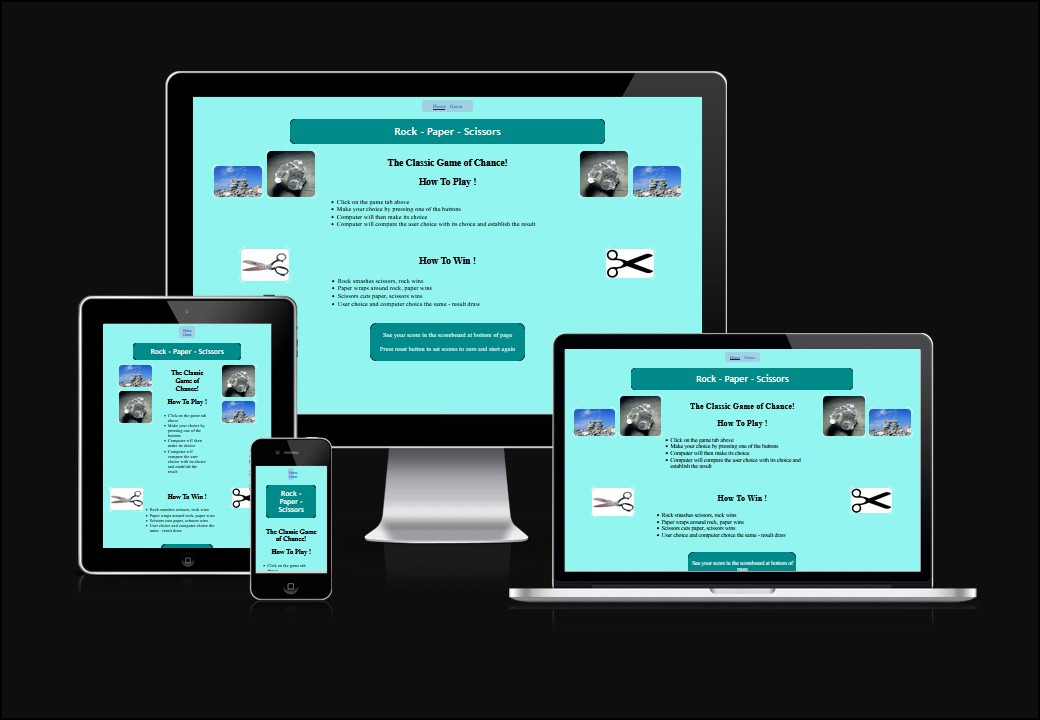 Home Game
Rock - Paper - Scissors
The Classic Game of Chance!
How To Play !
Click on the game tab above
Make your choice by pressing one of the buttons
Computer will then make its choice
Computer will compare the user choice with its choice and establish the result
How To Win !
Rock smashes scissors, rock wins
Paper wraps around rock, paper wins
Scissors cuts paper, scissors wins
User choice and computer choice the same - result draw
See your score in the scoreboard at bottom of page
Press reset button to set scores to zero and start again
Home
Game
Rock - Paper - Scissors
The Classic
Game of
Chance!
How To Play !
Click on the game tab
above
Make your choice by
pressing one of the
buttons
Computer will then
make its choice
Computer will
compare the user
choice with its choice
and establish the
result
How To Win !
Rock smashes scissors, rock wins
Paper wraps around rock, paper wins
Scissors cuts paper, scissors wins
User choice and computer choice the
same - result draw
Home
Game
Rock -
Paper -
Scissors
The Classic Game
of Chance!
How To Play !
Click on the game tab
Home Game
Rock - Paper - Scissors
The Classic Game of Chance!
How To Play !
Click on the game tab above
Make your choice by pressing one of the buttons
Computer will then make its choice
Computer will compare the user choice with its choice and
establish the result
How To Win !
Rock smashes scissors, rock wins
Paper wraps around rock, paper wins
Scissors cuts paper, scissors wins
User choice and computer choice the same - result draw
See your score in the scoreboard at bottom of